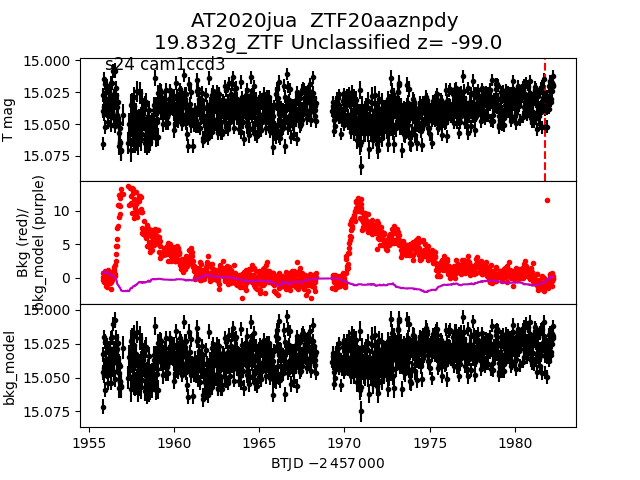 AT2020jua ZTF20aaznpdy
19.832g_ZTF Unclassified z= -99.0
s24 cam1ccd3
T mag
15.000
15.025
15.050
15.075
Bkg (red)/
bkg_model (purple)
10
5
0
bkg_model
15.000
15.025
15.050
15.075
1955 1960 1965 1970 1975 1980
BTJD −2 457 000